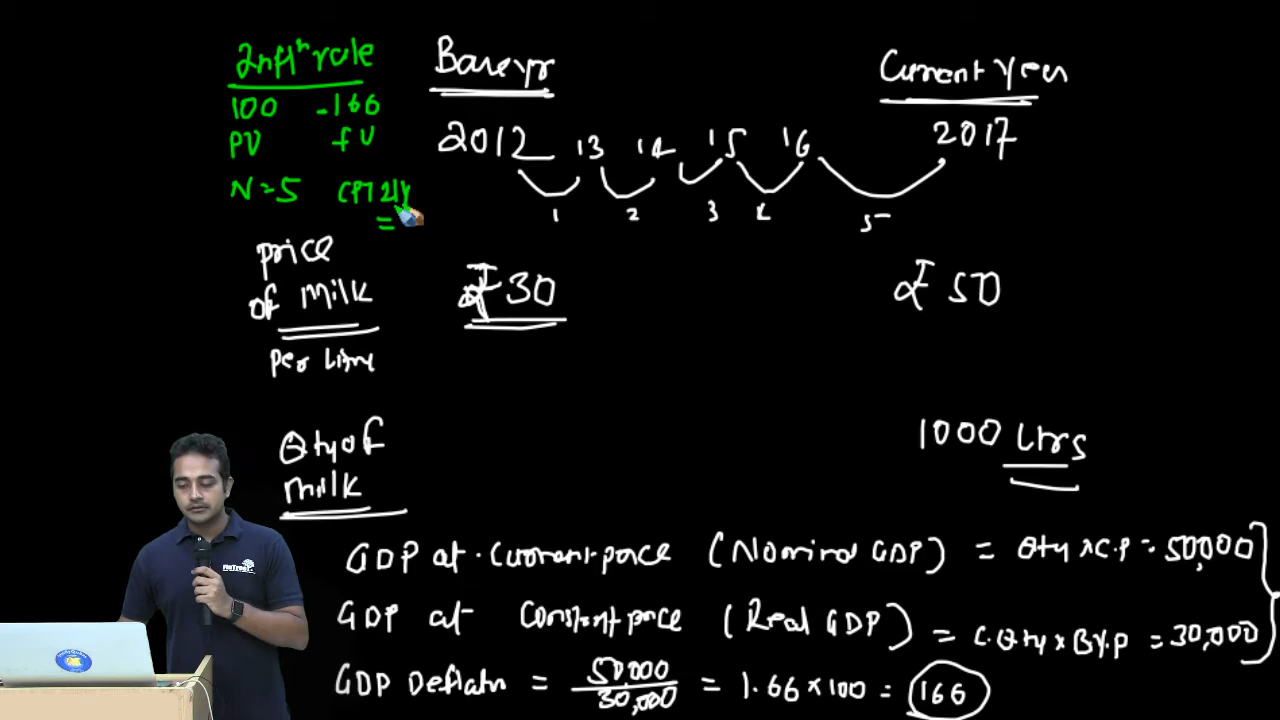 Inflⁿ rate
Base yr
Current year
100 - 166
PV FV
2012 13 14 15 16 2017
N = 5 CPT I/Y
=
1 2 3 4 5
price
of Milk
₹ 30
₹ 50
per Litre
Qty of
Milk
1000 Ltrs
GDP at Current price (Nominal GDP) = Qty x C.P = 50,000
GDP at Constant price (Real GDP) = C.Qty x B.Y.P = 30,000
GDP Deflator = 50000 / 30,000 = 1.66 x 100 = 166